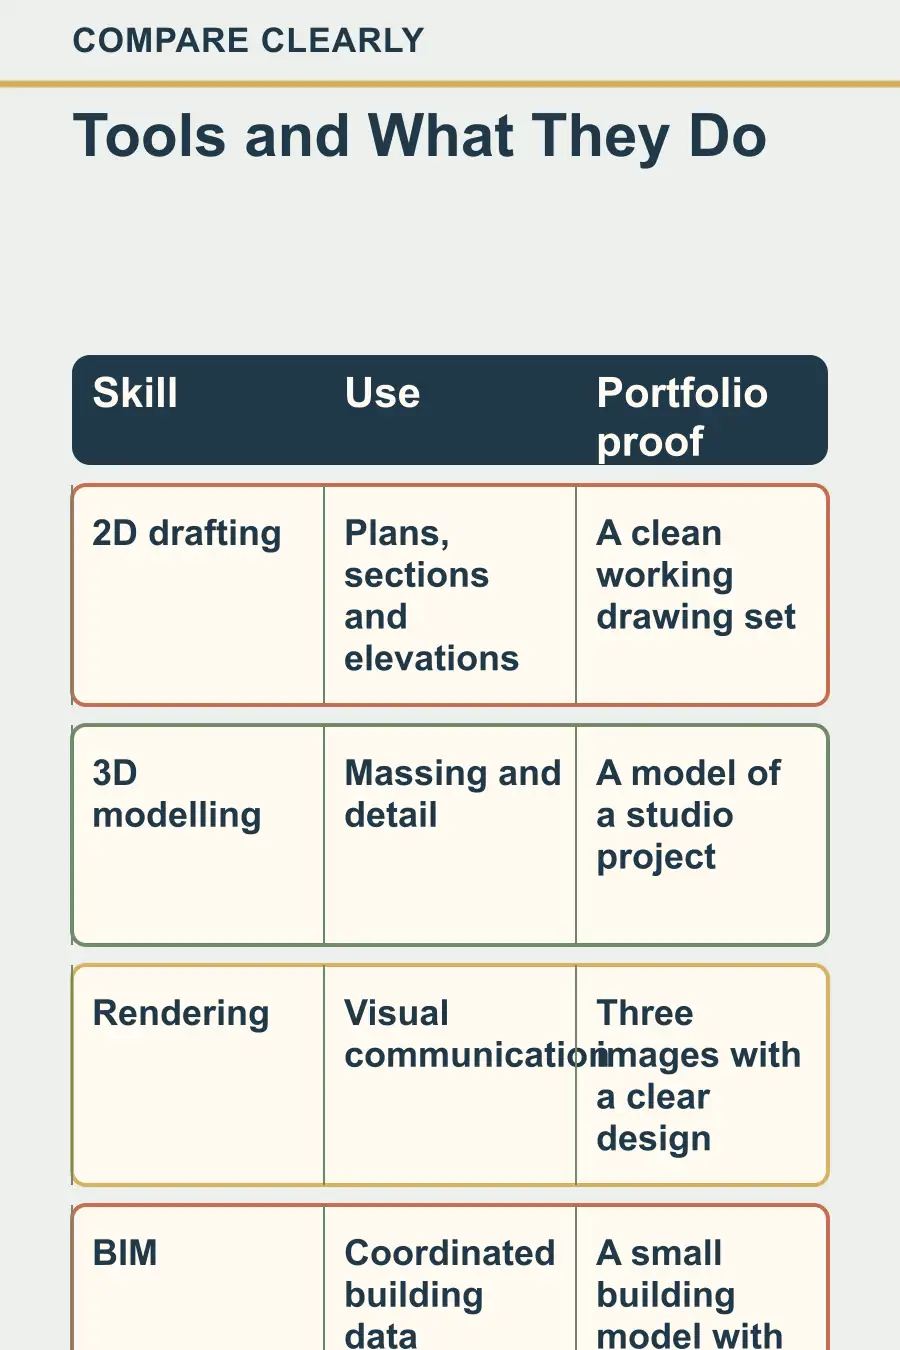 COMPARE CLEARLY
Tools and What They Do
Skill
Use
Portfolio
proof
2D drafting
Plans,
sections
and
elevations
A clean
working
drawing set
3D
modelling
Massing and
detail
A model of
a studio
project
Rendering
Visual
communication
Three
images with
a clear
design
BIM
Coordinated
building
data
A small
building
model with